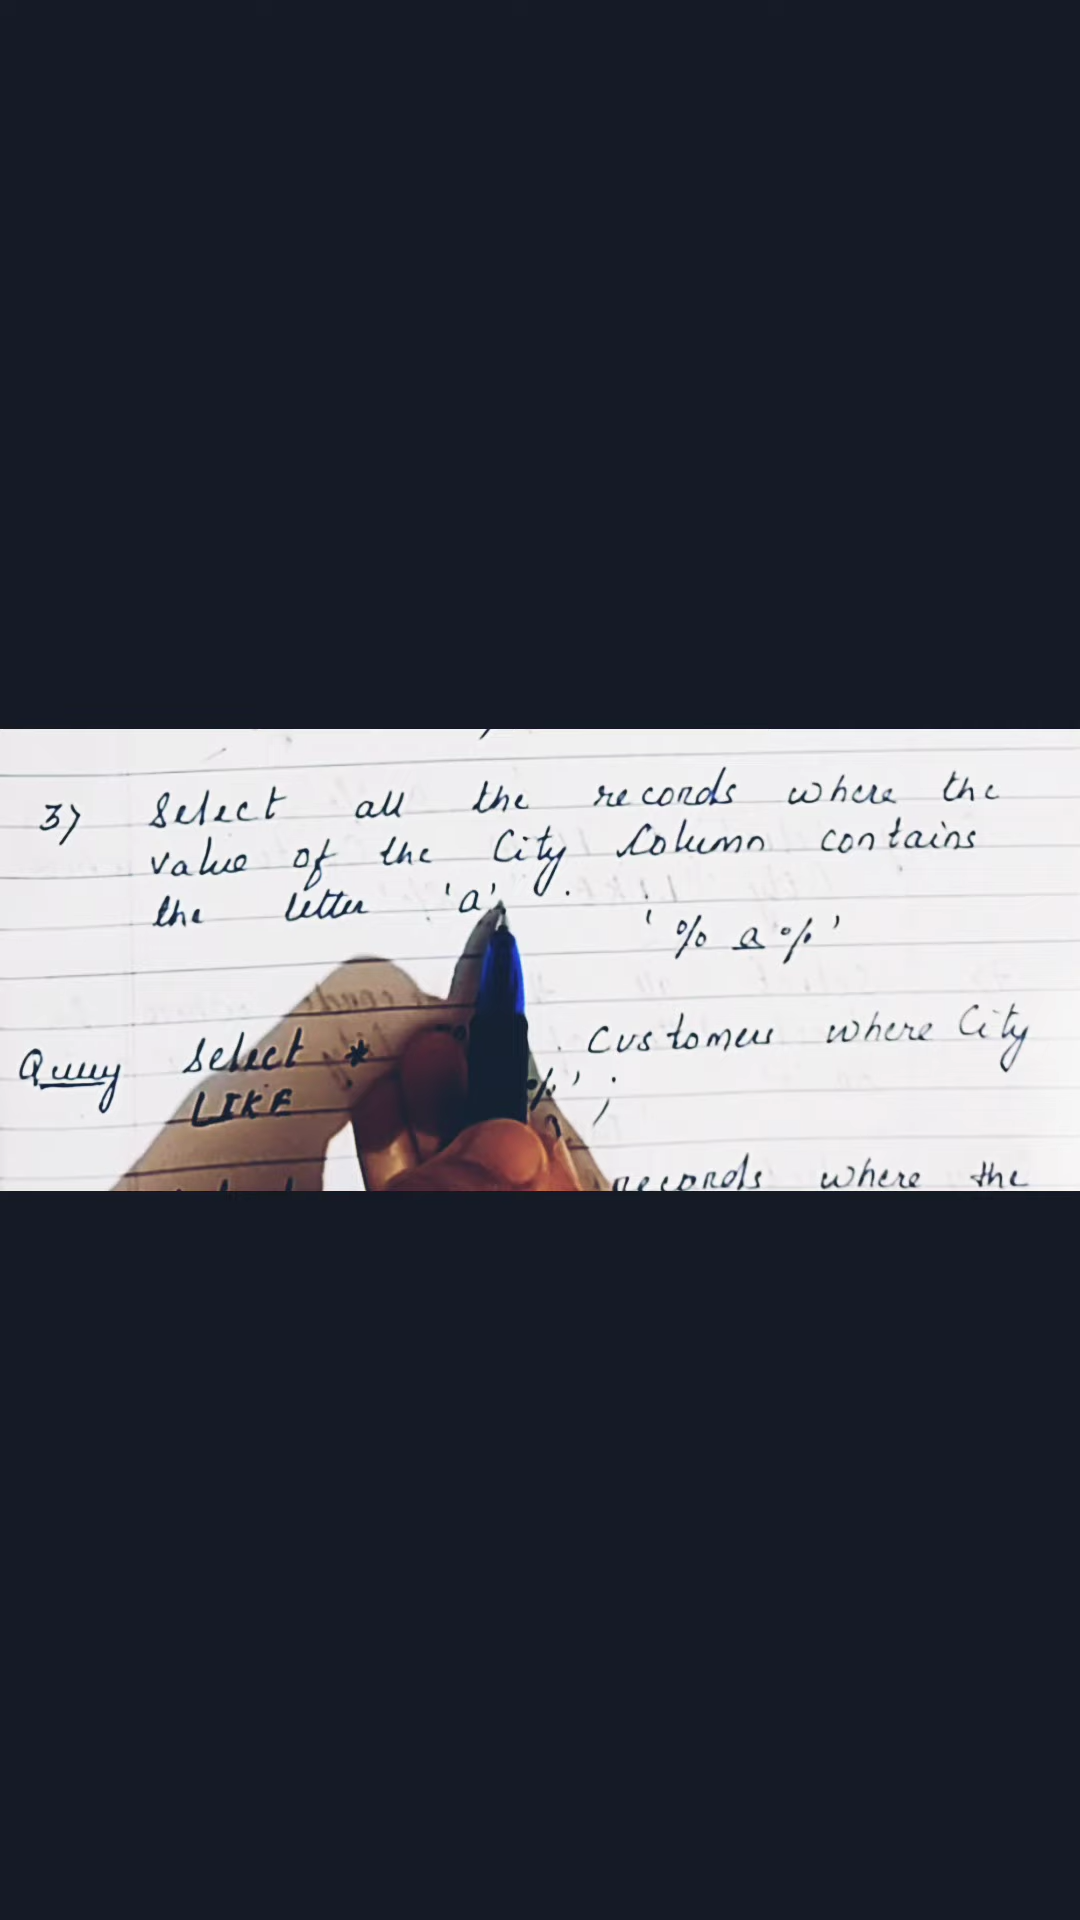 3) Select all the records where the
value of the City Column contains
the letter 'a'.
'% a %'
Query Select * Customers where City
LIKE %' ;
records where the